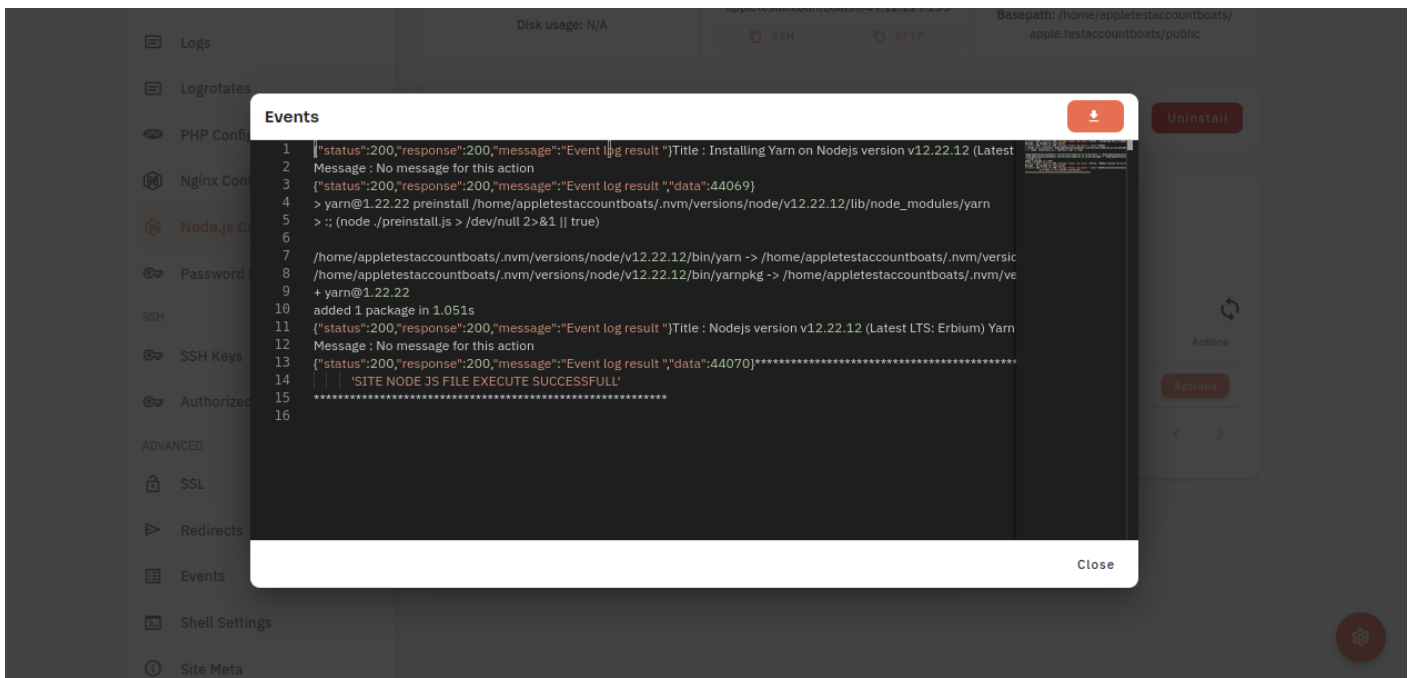 Disk usage: N/A
Basepath: /home/appletestaccountboats/
apple.testaccountboats/public
SSH
SFTP
Logs
Logrotates
PHP Confi
Nginx Con
Node.js C
Password
SSH
SSH Keys
Authorized
ADVANCED
SSL
Redirects
Events
Shell Settings
Site Meta
Uninstall
Actions
Actions
Events
1 {"status":200,"response":200,"message":"Event log result "}Title : Installing Yarn on Nodejs version v12.22.12 (Latest
2 Message : No message for this action
3 {"status":200,"response":200,"message":"Event log result ","data":44069}
4 > yarn@1.22.22 preinstall /home/appletestaccountboats/.nvm/versions/node/v12.22.12/lib/node_modules/yarn
5 > :; (node ./preinstall.js > /dev/null 2>&1 || true)
6
7 /home/appletestaccountboats/.nvm/versions/node/v12.22.12/bin/yarn -> /home/appletestaccountboats/.nvm/versic
8 /home/appletestaccountboats/.nvm/versions/node/v12.22.12/bin/yarnpkg -> /home/appletestaccountboats/.nvm/ve
9 + yarn@1.22.22
10 added 1 package in 1.051s
11 {"status":200,"response":200,"message":"Event log result "}Title : Nodejs version v12.22.12 (Latest LTS: Erbium) Yarn
12 Message : No message for this action
13 {"status":200,"response":200,"message":"Event log result ","data":44070}********************************************
14 'SITE NODE JS FILE EXECUTE SUCCESSFULL'
15 ***********************************************************
16
Close